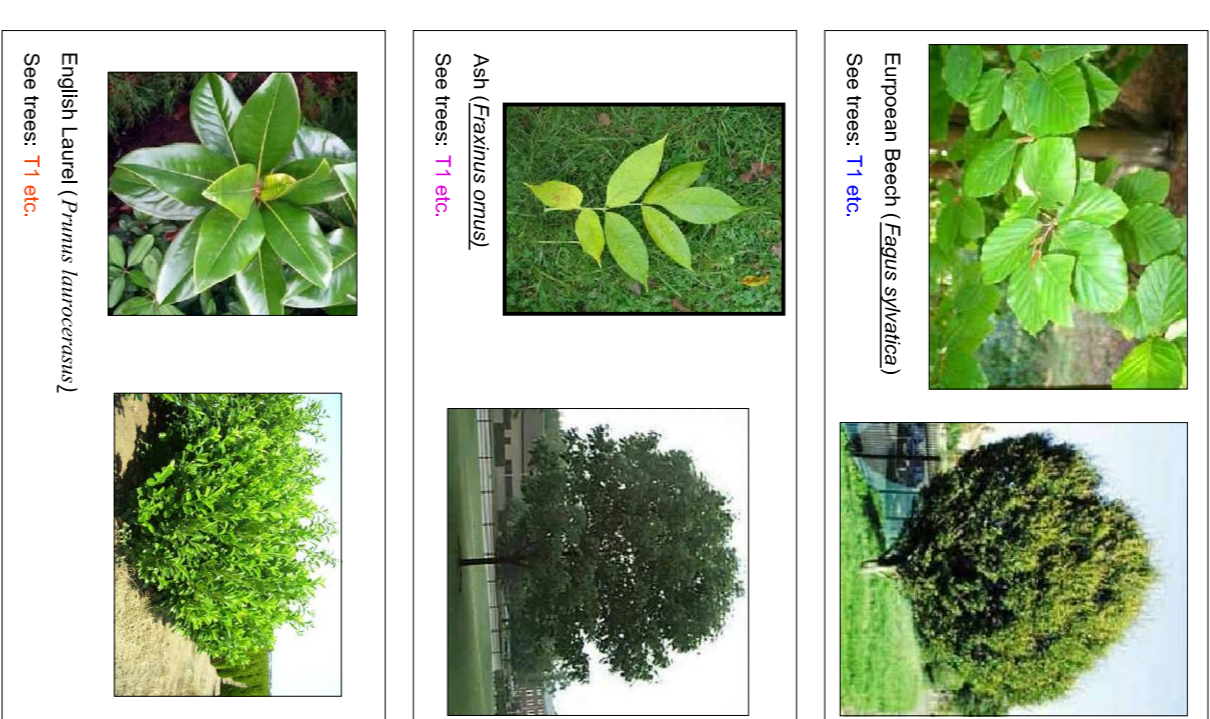 Eurpoean Beech (Fagus sylvatica)
See trees: T1 etc.
Ash (Fraxinus ornus)
See trees: T1 etc.
English Laurel (Prunus laurocerasus)
See trees: T1 etc.